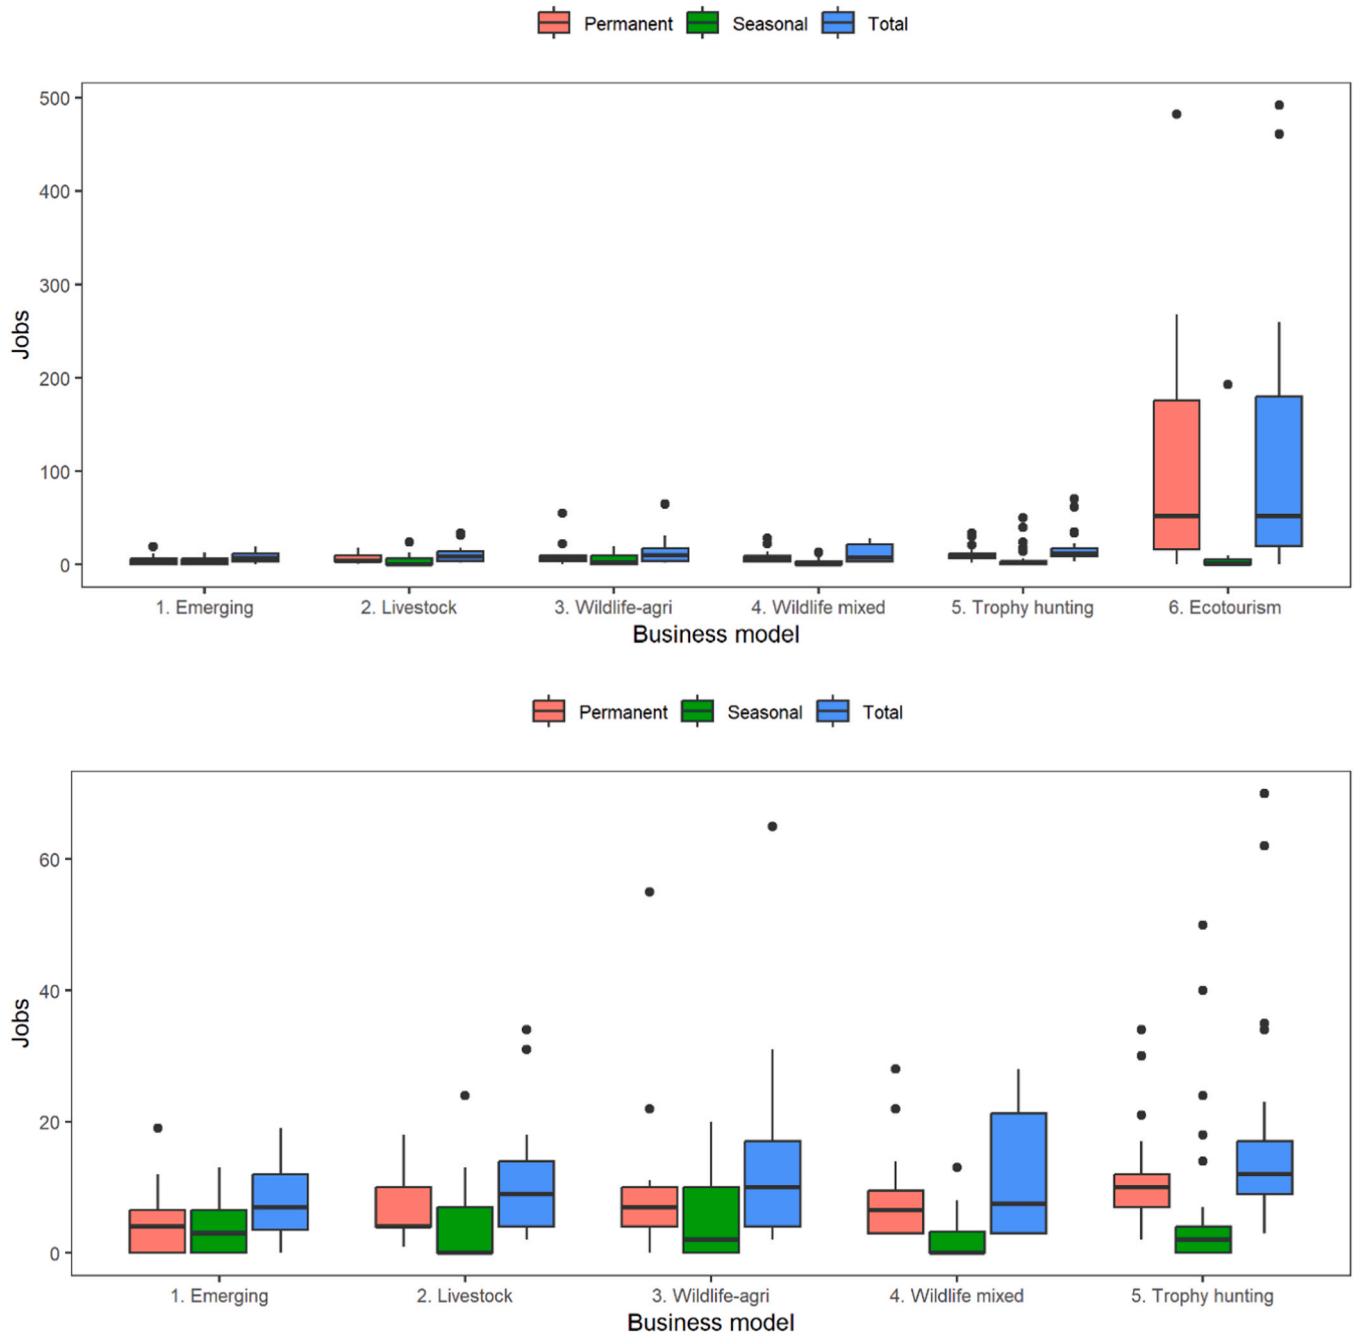 Permanent Seasonal Total
500
400
300
200
100
0
Jobs
1. Emerging 2. Livestock 3. Wildlife-agri 4. Wildlife mixed 5. Trophy hunting 6. Ecotourism
Business model
Permanent Seasonal Total
60
40
20
0
Jobs
1. Emerging 2. Livestock 3. Wildlife-agri 4. Wildlife mixed 5. Trophy hunting
Business model